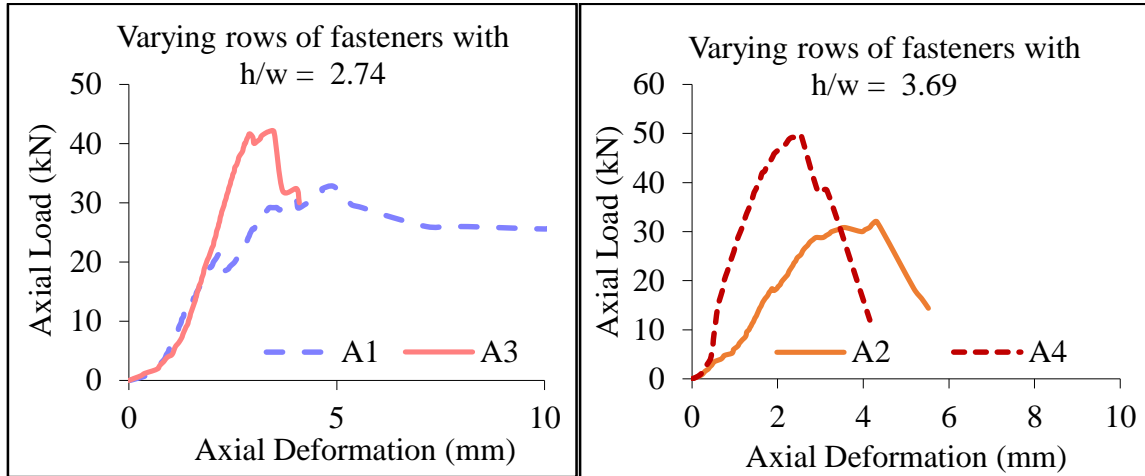 Varying rows of fasteners with
h/w = 2.74
50
40
30
20
10
0
0
5
10
Axial Load (kN)
Axial Deformation (mm)
A1
A3
Varying rows of fasteners with
h/w = 3.69
60
50
40
30
20
10
0
0
2
4
6
8
10
Axial Load (kN)
Axial Deformation (mm)
A2
A4